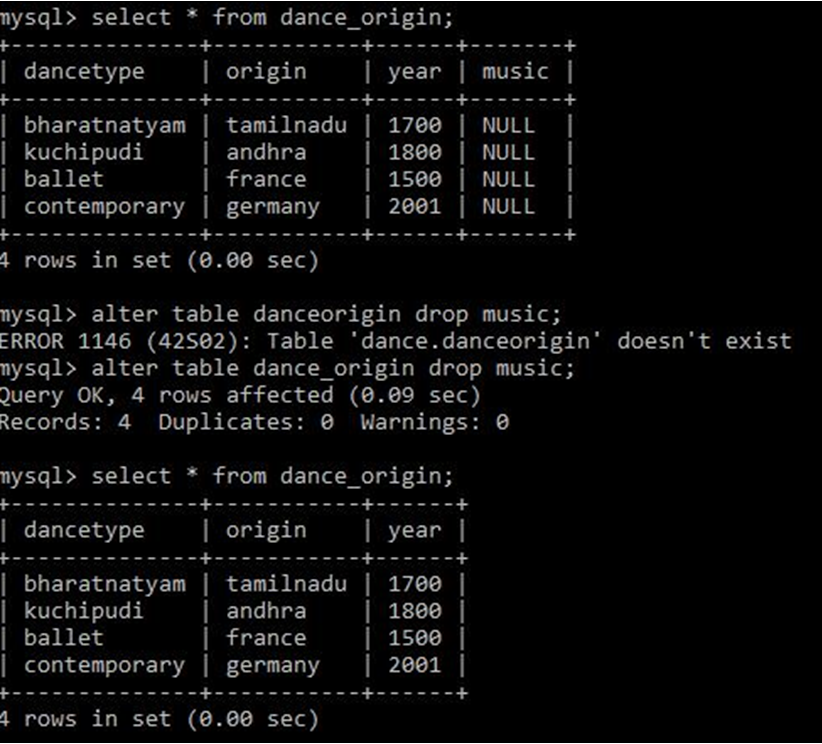 mysql> select * from dance_origin;
+--------------+-----------+------+-------+
| dancetype    | origin    | year | music |
+--------------+-----------+------+-------+
| bharatnatyam | tamilnadu | 1700 | NULL  |
| kuchipudi    | andhra    | 1800 | NULL  |
| ballet       | france    | 1500 | NULL  |
| contemporary | germany   | 2001 | NULL  |
+--------------+-----------+------+-------+
4 rows in set (0.00 sec)
mysql> alter table danceorigin drop music;
ERROR 1146 (42S02): Table 'dance.danceorigin' doesn't exist
mysql> alter table dance_origin drop music;
Query OK, 4 rows affected (0.09 sec)
Records: 4  Duplicates: 0  Warnings: 0
mysql> select * from dance_origin;
+--------------+-----------+------+
| dancetype    | origin    | year |
+--------------+-----------+------+
| bharatnatyam | tamilnadu | 1700 |
| kuchipudi    | andhra    | 1800 |
| ballet       | france    | 1500 |
| contemporary | germany   | 2001 |
+--------------+-----------+------+
4 rows in set (0.00 sec)